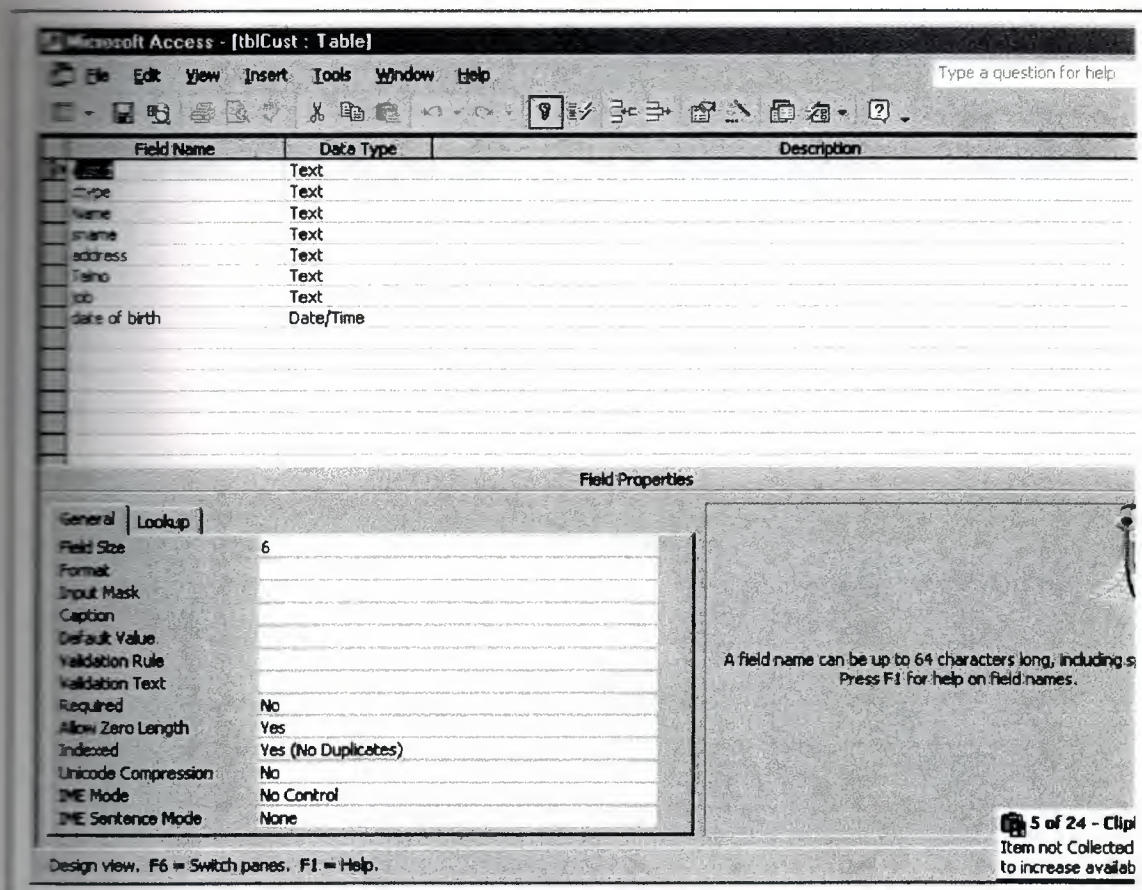 Microsoft Access - [tblCust : Table]
File Edit View Insert Tools Window Help
Type a question for help
Field Name Data Type Description
Text
ctype Text
Name Text
sname Text
address Text
Telno Text
job Text
date of birth Date/Time
Field Properties
General Lookup
Field Size 6
Format
Input Mask
Caption
Default Value
Validation Rule
Validation Text
Required No
Allow Zero Length Yes
Indexed Yes (No Duplicates)
Unicode Compression No
IME Mode No Control
IME Sentence Mode None
A field name can be up to 64 characters long, including
Press F1 for help on field names.
5 of 24 - Clip
Item not Collected
to increase availab
Design view. F6 = Switch panes. F1 = Help.